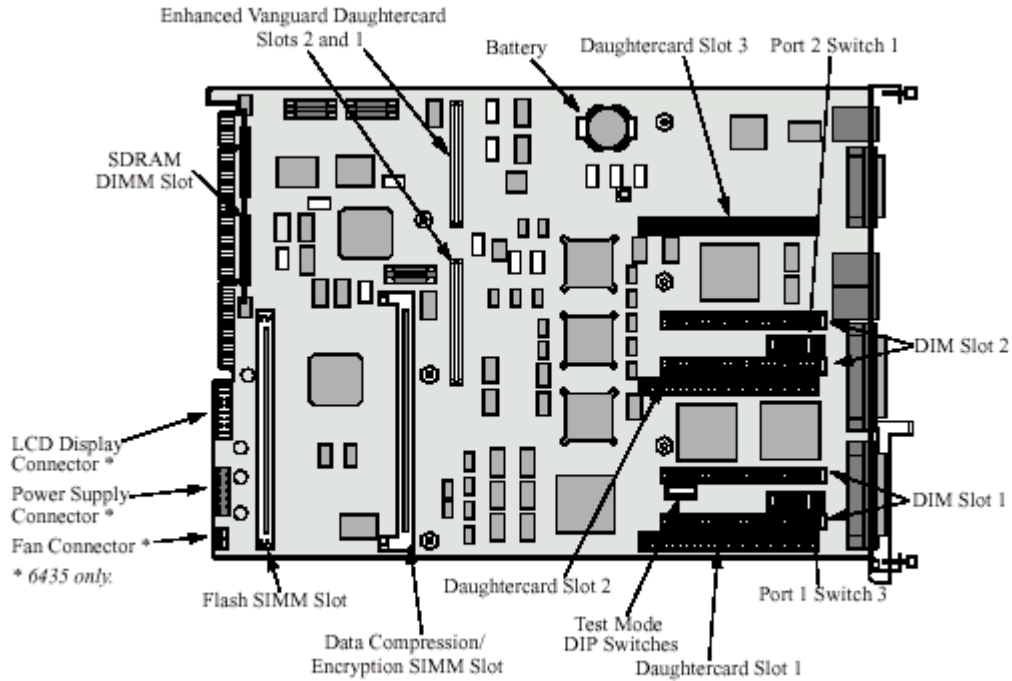 Enhanced Vanguard Daughtercard
Slots 2 and 1
Battery
Daughtercard Slot 3
Port 2 Switch 1
SDRAM
DIMM Slot
DIM Slot 2
LCD Display
Connector *
Power Supply
Connector *
DIM Slot 1
Fan Connector *
* 6435 only.
Flash SIMM Slot
Daughtercard Slot 2
Port 1 Switch 3
Test Mode
DIP Switches
Data Compression/
Encryption SIMM Slot
Daughtercard Slot 1